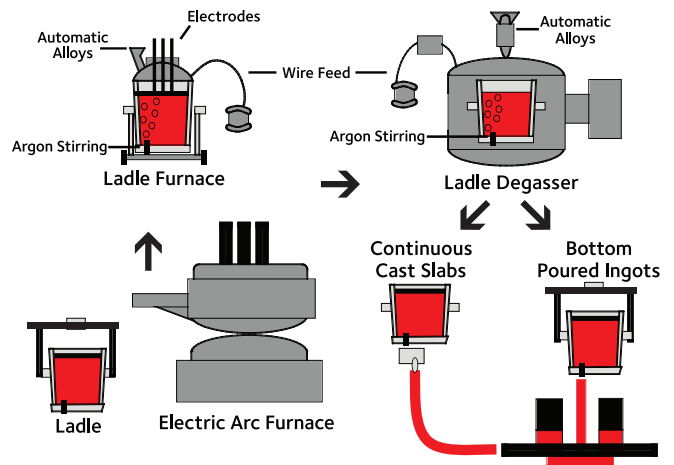 Electrodes
Automatic
Alloys
Wire Feed
Automatic
Alloys
Argon Stirring
Argon Stirring
Ladle Furnace
Ladle Degasser
Continuous
Cast Slabs
Bottom
Poured Ingots
Ladle
Electric Arc Furnace